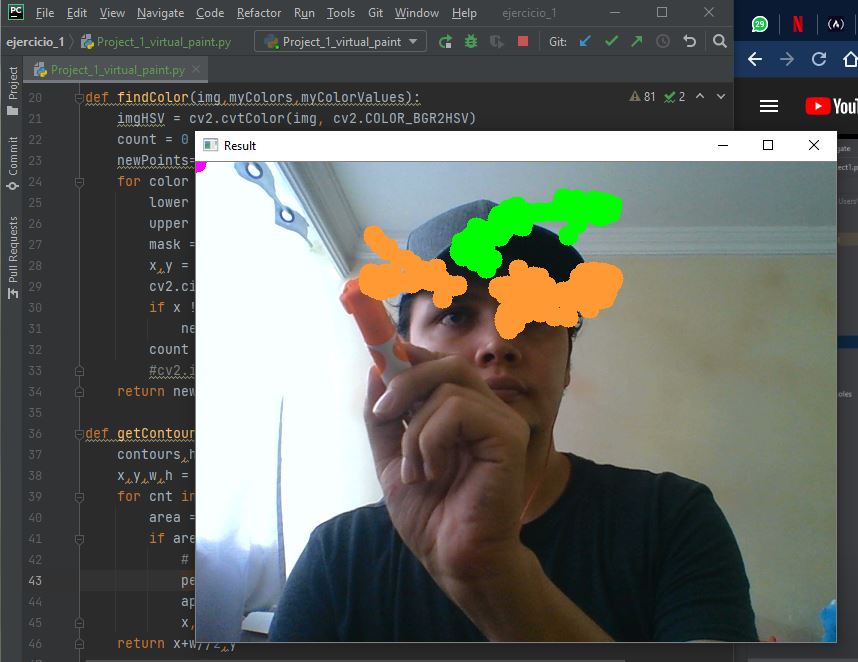 File Edit View Navigate Code Refactor Run Tools Git Window Help ejercicio_1
ejercicio_1 Project_1_virtual_paint.py Project_1_virtual_paint Git:
Project_1_virtual_paint.py
Project
Commit
Pull Requests
29
81 2
20 def findColor(img,myColors,myColorValues):
21 imgHSV = cv2.cvtColor(img, cv2.COLOR_BGR2HSV)
22 count = 0
23 newPoints=
24 for color
25 lower
26 upper
27 mask =
28 x,y =
29 cv2.ci
30 if x !
31 ne
32 count
33 #cv2.i
34 return new
35
36 def getContour
37 contours,h
38 x,y,w,h =
39 for cnt in
40 area =
41 if are
42 #
43 pe
44 ap
45 x,
46 return x+w//2,y
Result
YouT